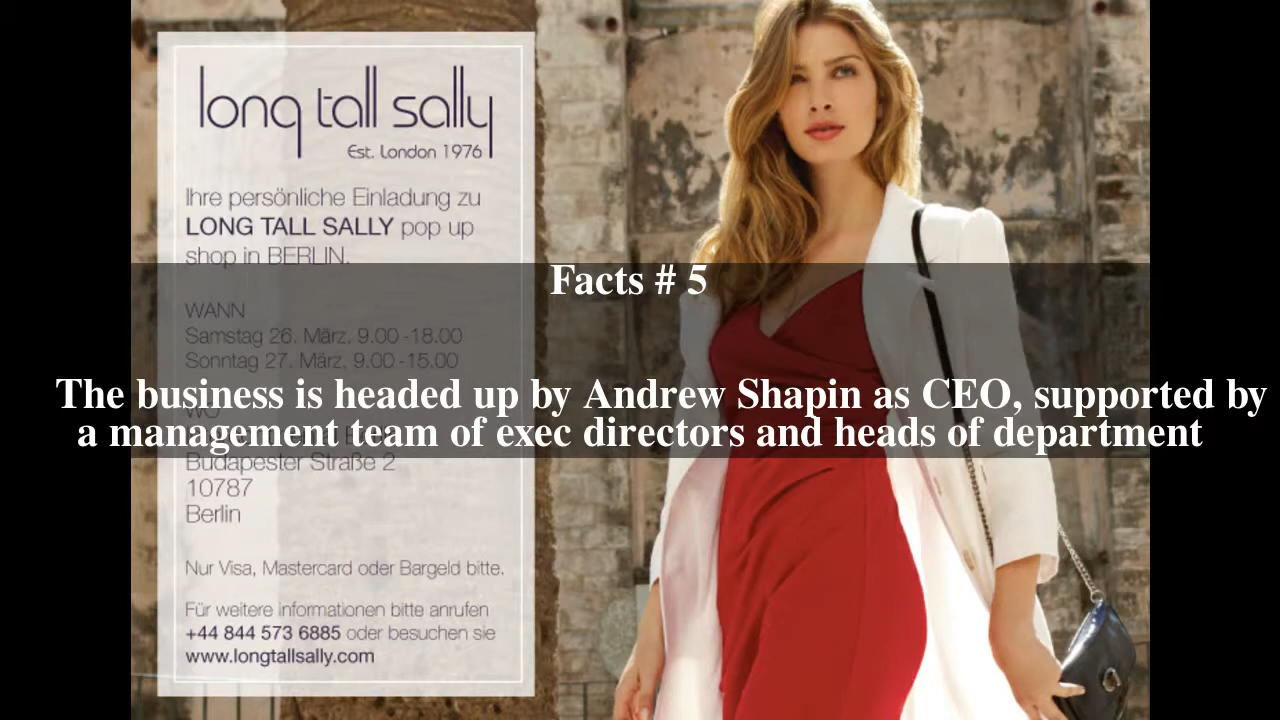 long tall sally
Est. London 1976
Ihre persönliche Einladung zu
LONG TALL SALLY pop up
shop in BERLIN.
Facts # 5
WANN
Samstag 26. März, 9.00 -18.00
Sonntag 27. März, 9.00 -15.00
The business is headed up by Andrew Shapin as CEO, supported by
a management team of exec directors and heads of department
WO
Budapester Straße 2
10787
Berlin
Nur Visa, Mastercard oder Bargeld bitte.
Für weitere informationen bitte anrufen
+44 844 573 6885 oder besuchen sie
www.longtallsally.com